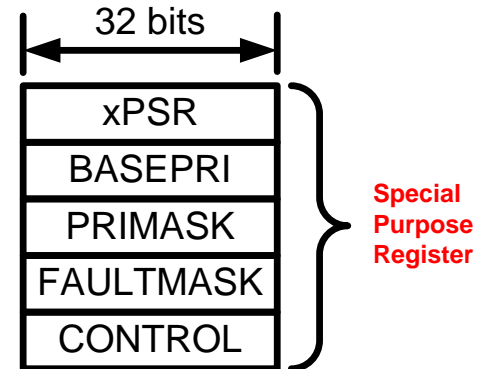 32 bits
xPSR
BASEPRI
PRIMASK
FAULTMASK
CONTROL
Special
Purpose
Register